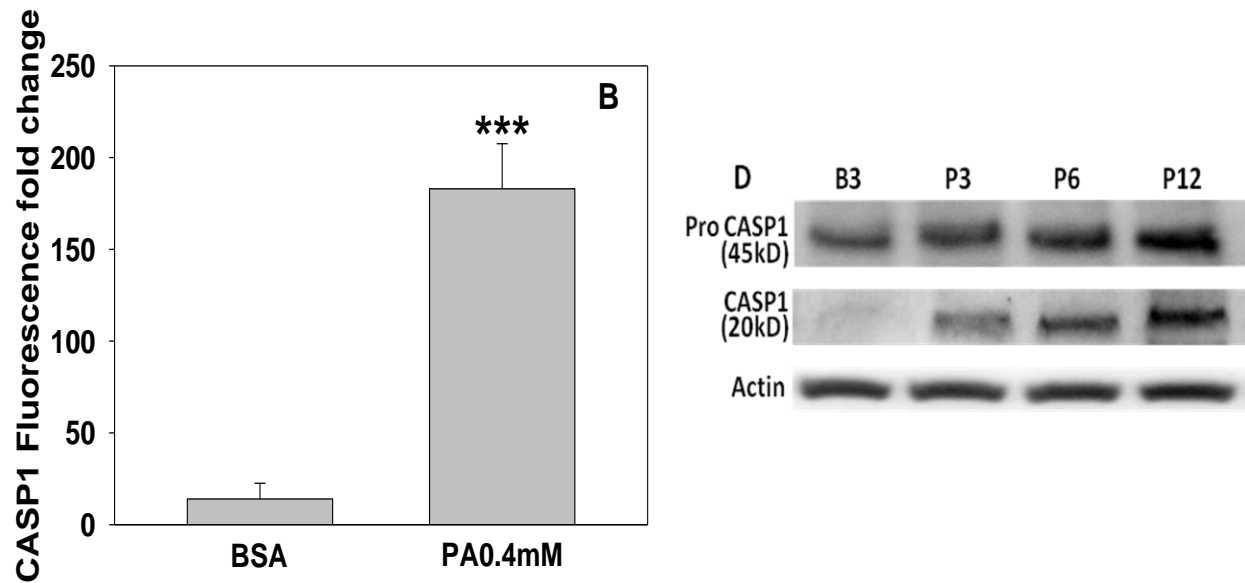 CASP1 Fluorescence fold change
250
200
150
100
50
0
B
***
BSA PA0.4mM
D B3 P3 P6 P12
Pro CASP1
(45kD)
CASP1
(20kD)
Actin